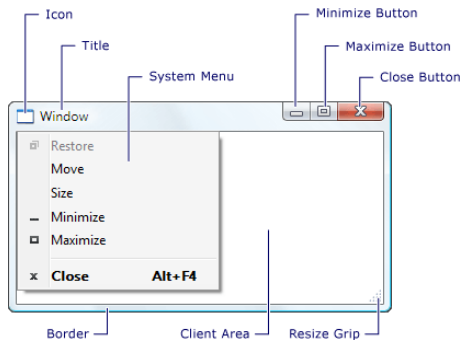 Icon
Minimize Button
Title
Maximize Button
System Menu
Close Button
Window
Restore
Move
Size
Minimize
Maximize
Close Alt+F4
Border
Client Area
Resize Grip